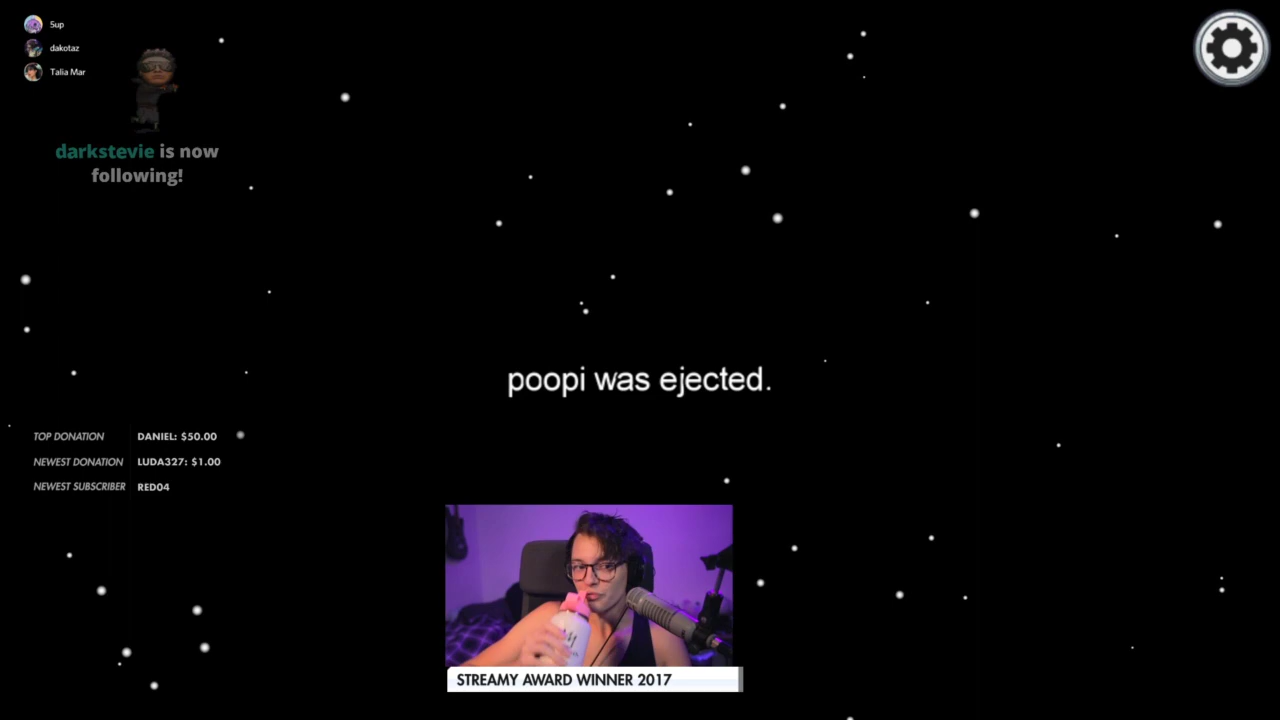 5up
dakotaz
Talia Mar
darkstevie is now
following!
poopi was ejected.
TOP DONATION DANIEL: $50.00
NEWEST DONATION LUDA327: $1.00
NEWEST SUBSCRIBER RED04
STREAMY AWARD WINNER 2017